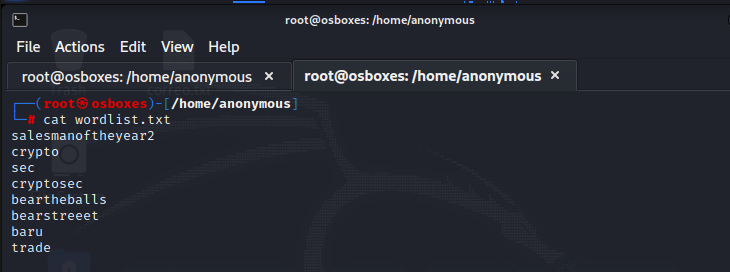 root@osboxes: /home/anonymous
File Actions Edit View Help
root@osboxes: /home/anonymous × root@osboxes: /home/anonymous ×
┌──(root㉿osboxes)-[/home/anonymous]
└─# cat wordlist.txt
salesmanoftheyear2
crypto
sec
cryptosec
beartheballs
bearstreeet
baru
trade